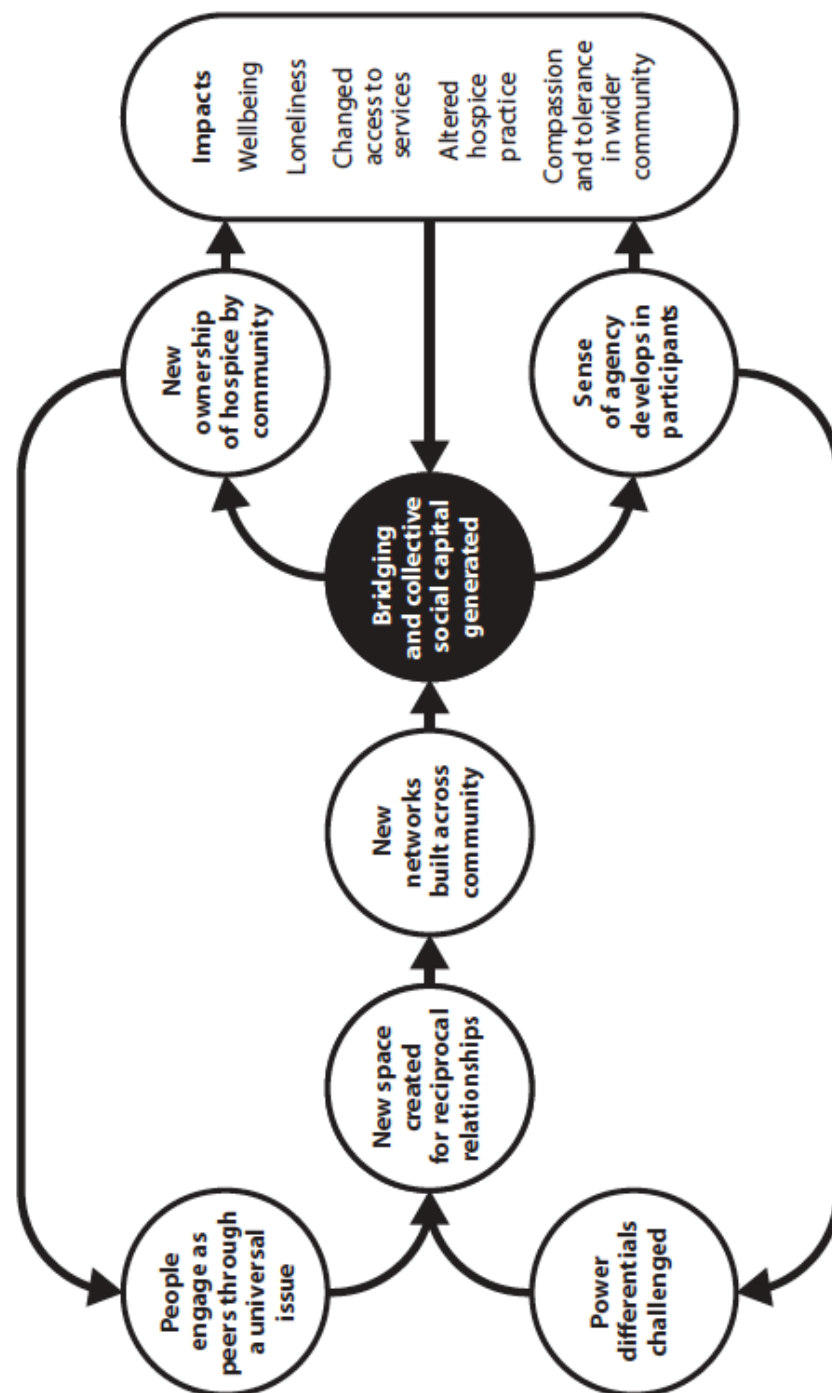 People
engage as
peers through
a universal
issue
Power
differentials
challenged
New space
created
for reciprocal
relationships
New
networks
built across
community
Bridging
and collective
social capital
generated
New
ownership
of hospice by
community
Sense
of agency
develops in
participants
Impacts
Wellbeing
Loneliness
Changed
access to
services
Altered
hospice
practice
Compassion
and tolerance
in wider
community